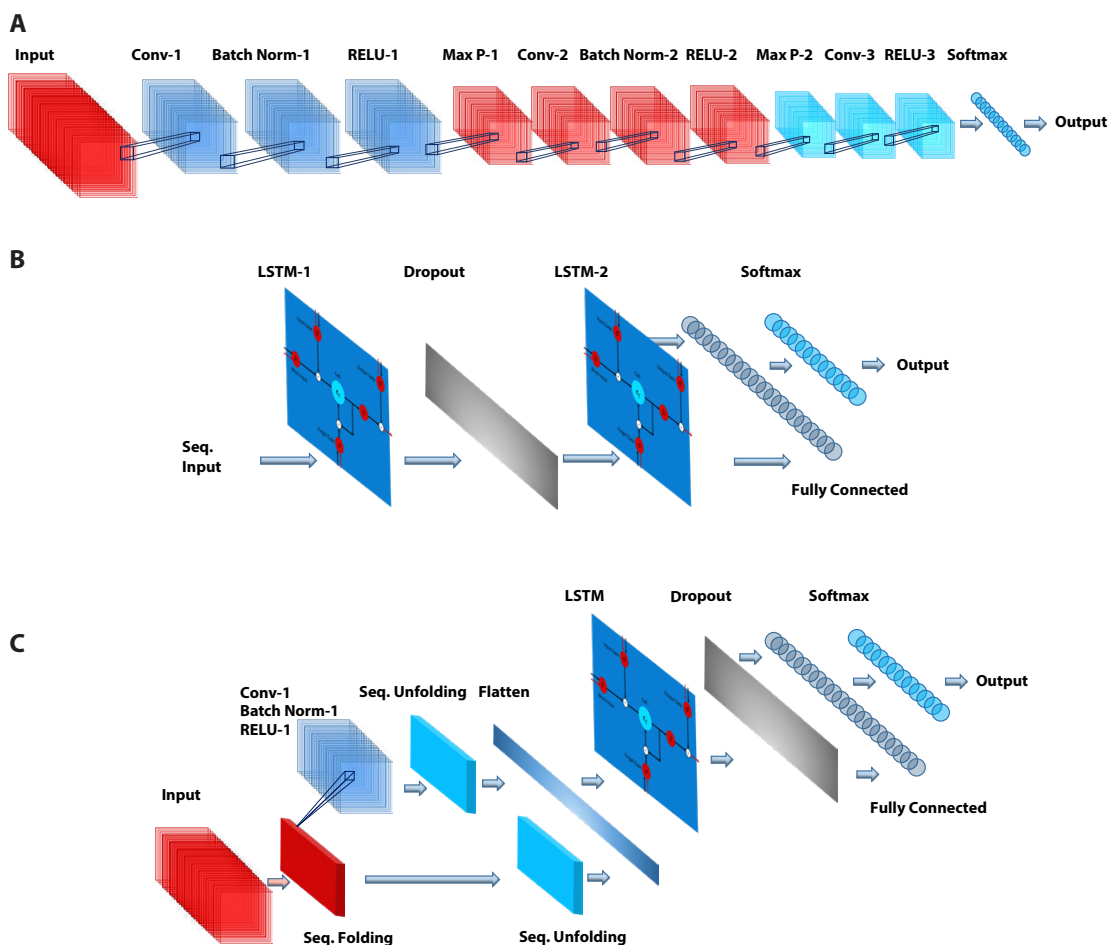 A
Input Conv-1 Batch Norm-1 RELU-1 Max P-1 Conv-2 Batch Norm-2 RELU-2 Max P-2 Conv-3 RELU-3 Softmax
Output
B
LSTM-1 Dropout LSTM-2 Softmax
Output
Seq.
Input
Fully Connected
LSTM Dropout Softmax
C
Conv-1
Batch Norm-1
RELU-1
Seq. Unfolding Flatten
Output
Input
Fully Connected
Seq. Folding Seq. Unfolding